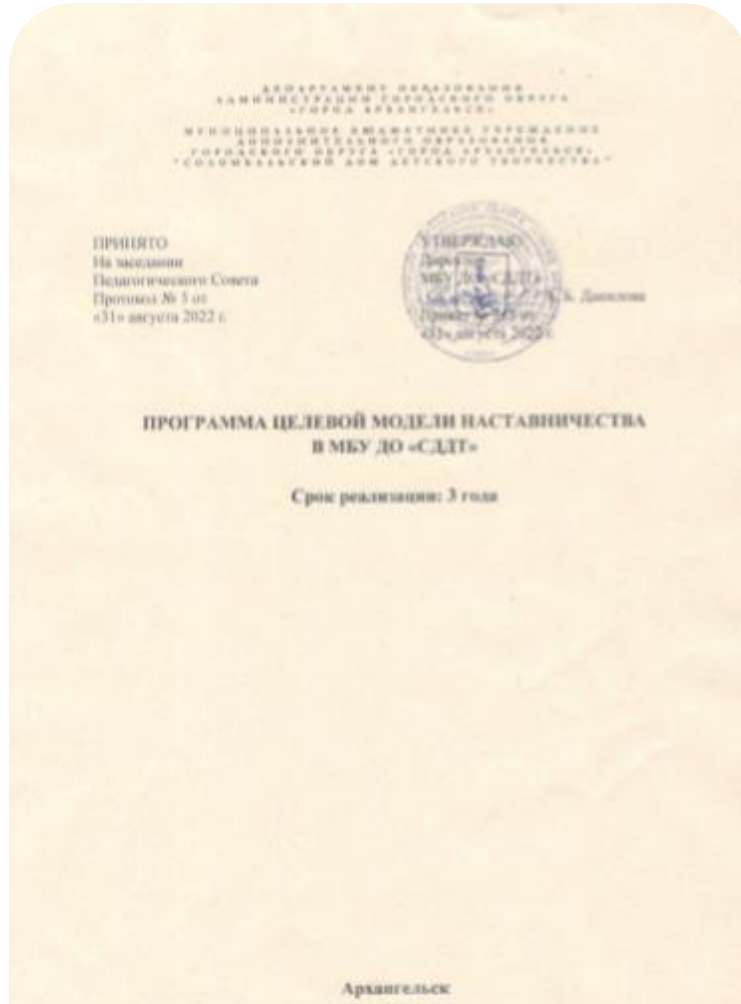 ДЕПАРТАМЕНТ ОБРАЗОВАНИЯ
АДМИНИСТРАЦИИ ГОРОДСКОГО ОКРУГА
«ГОРОД АРХАНГЕЛЬСК»
МУНИЦИПАЛЬНОЕ БЮДЖЕТНОЕ УЧРЕЖДЕНИЕ
ДОПОЛНИТЕЛЬНОГО ОБРАЗОВАНИЯ
ГОРОДСКОГО ОКРУГА «ГОРОД АРХАНГЕЛЬСК»
"СОЛОМБАЛЬСКИЙ ДОМ ДЕТСКОГО ТВОРЧЕСТВА"
ПРИНЯТО
На заседании
Педагогического Совета
Протокол № 5 от
«31» августа 2022 г.
УТВЕРЖДАЮ
Директор
МБУ ДО «СДДТ»
Данилова
Приказ от
«31» августа 2022 г.
ПРОГРАММА ЦЕЛЕВОЙ МОДЕЛИ НАСТАВНИЧЕСТВА
В МБУ ДО «СДДТ»
Срок реализации: 3 года
Архангельск